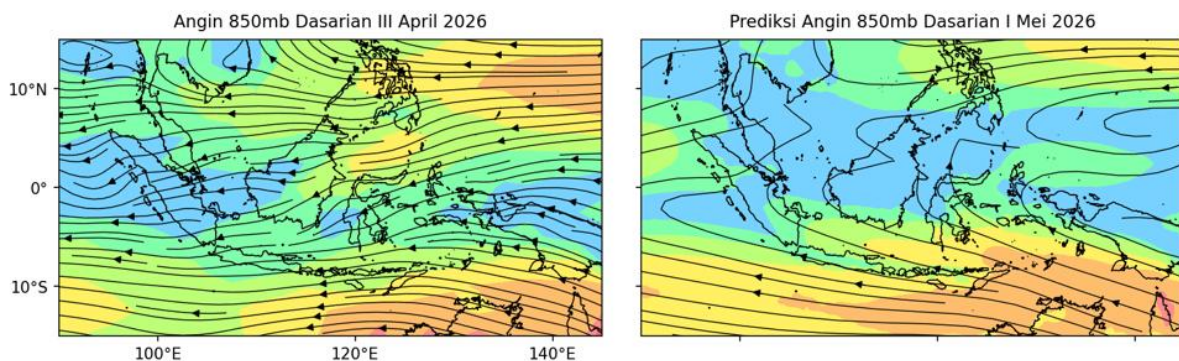 Angin 850mb Dasarian III April 2026
Prediksi Angin 850mb Dasarian I Mei 2026
10°N
0°
10°S
100°E
120°E
140°E